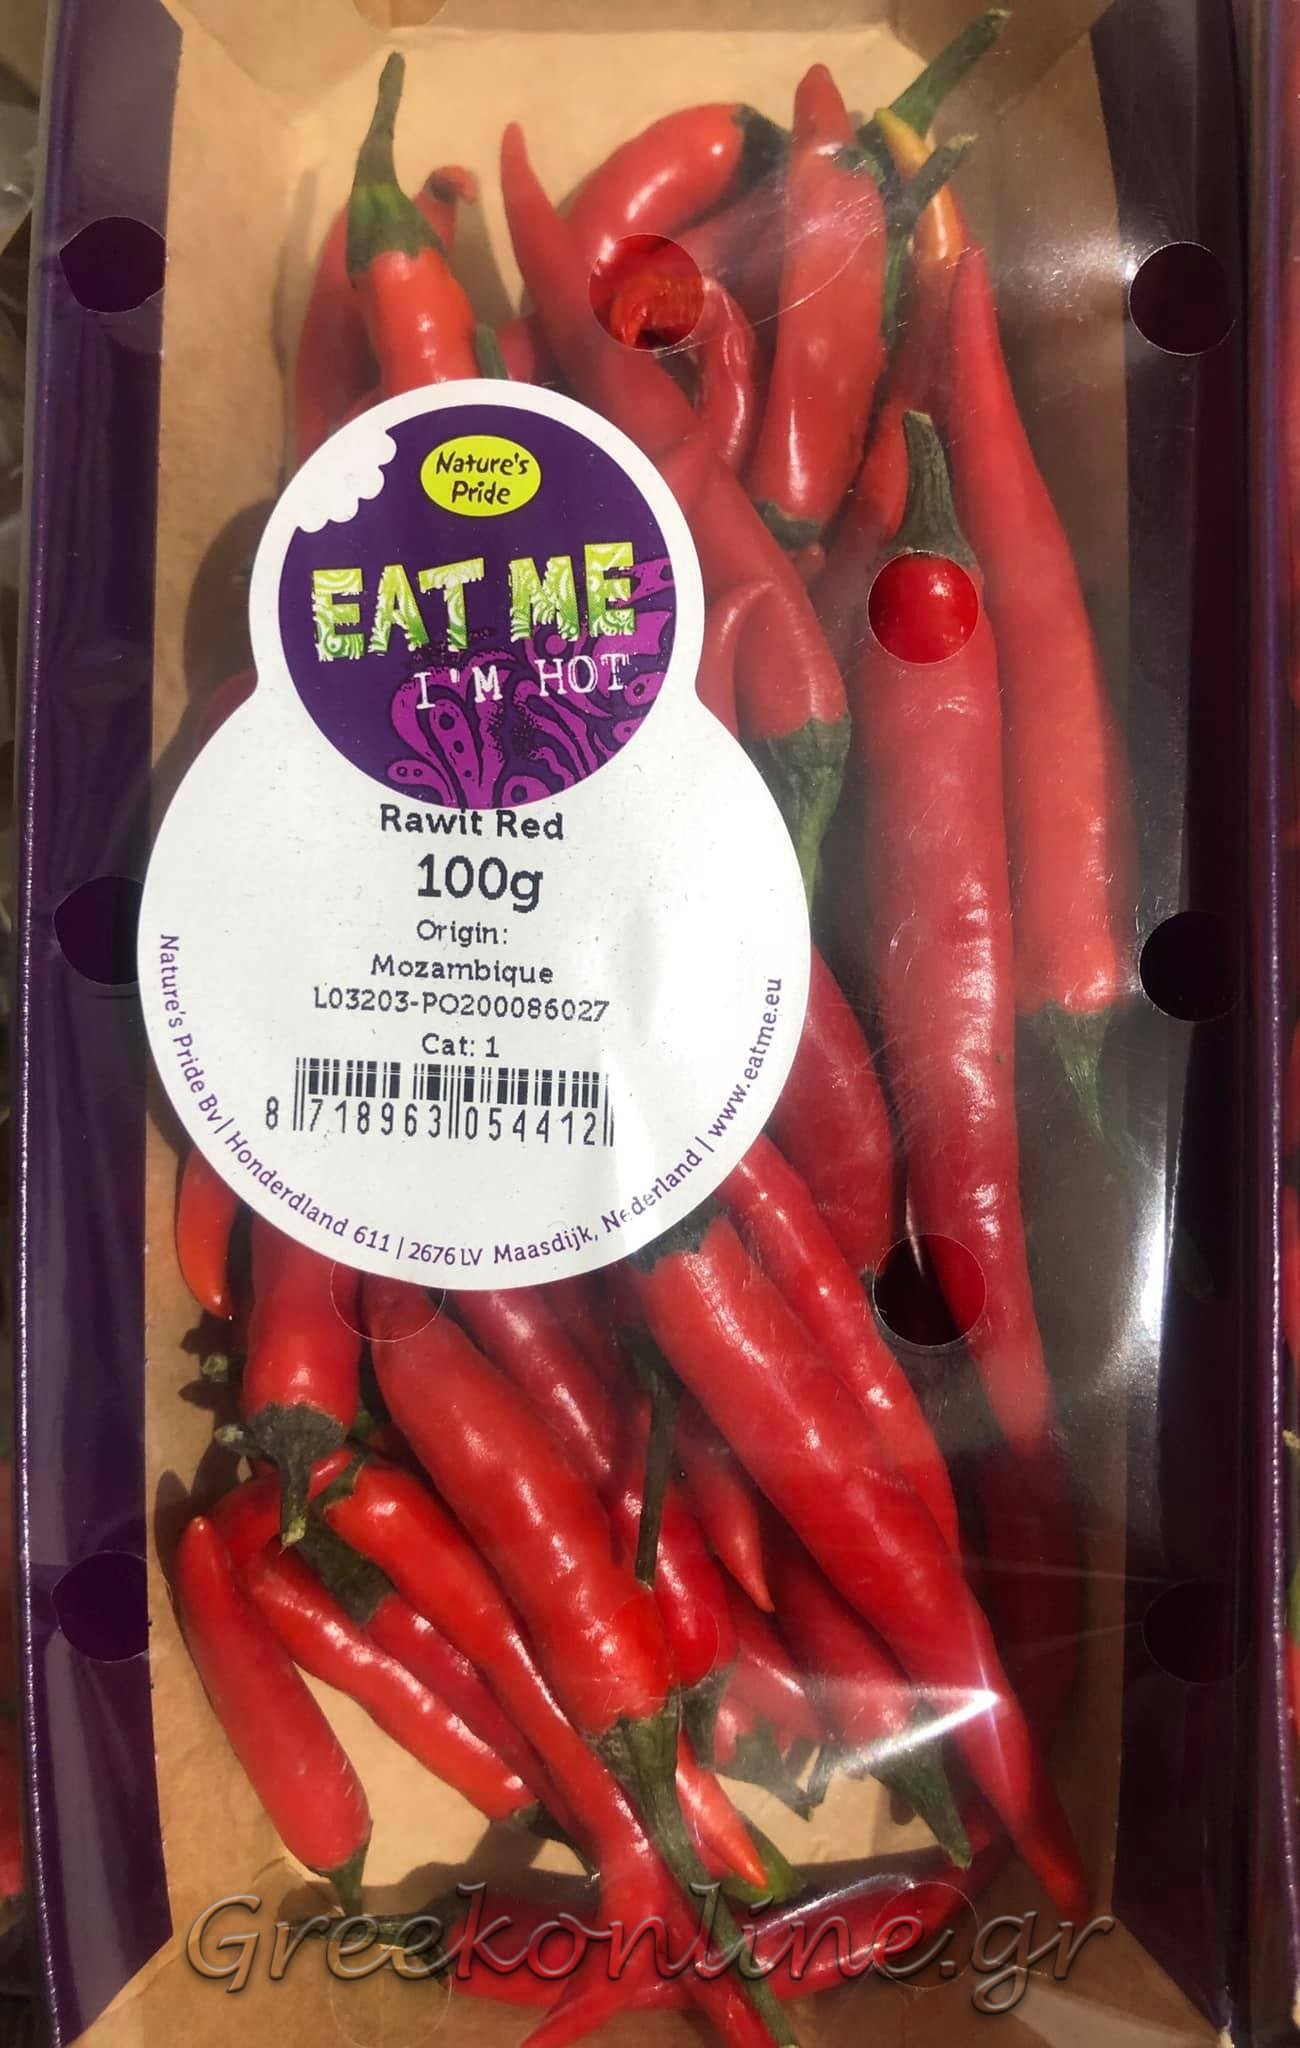 Nature's
Pride
EAT ME
I'M HOT
Rawit Red
100g
Origin:
Mozambique
L03203-PO200086027
Cat: 1
8 718963 054412
Nature's Pride Bv | Honderdland 611 | 2676 LV Maasdijk, Nederland | www.eatme.eu
Greekonline.gr